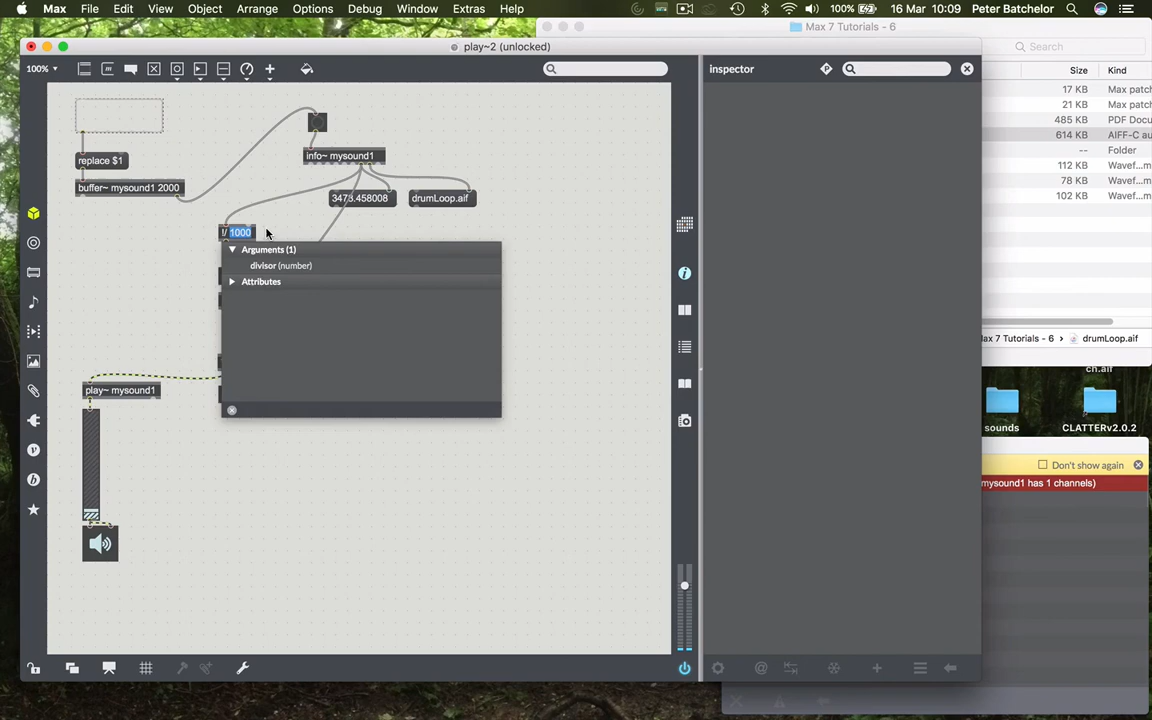 Max File Edit View Object Arrange Options Debug Window Extras Help 100% 16 Mar 10:09 Peter Batchelor
Max 7 Tutorials - 6
play~2 (unlocked)
Search
100%
inspector
Size Kind
17 KB Max patc
21 KB Max patc
485 KB PDF Docu
614 KB AIFF-C au
-- Folder
112 KB Wavef...m
78 KB Wavef...m
102 KB Wavef...m
replace $1
info~ mysound1
buffer~ mysound1 2000
3473.458008
drumLoop.aif
!/ 1000
Arguments (1)
divisor (number)
Attributes
ax 7 Tutorials - 6 › drumLoop.aif
ch.aif
play~ mysound1
sounds
CLATTERv2.0.2
Don't show again
mysound1 has 1 channels)